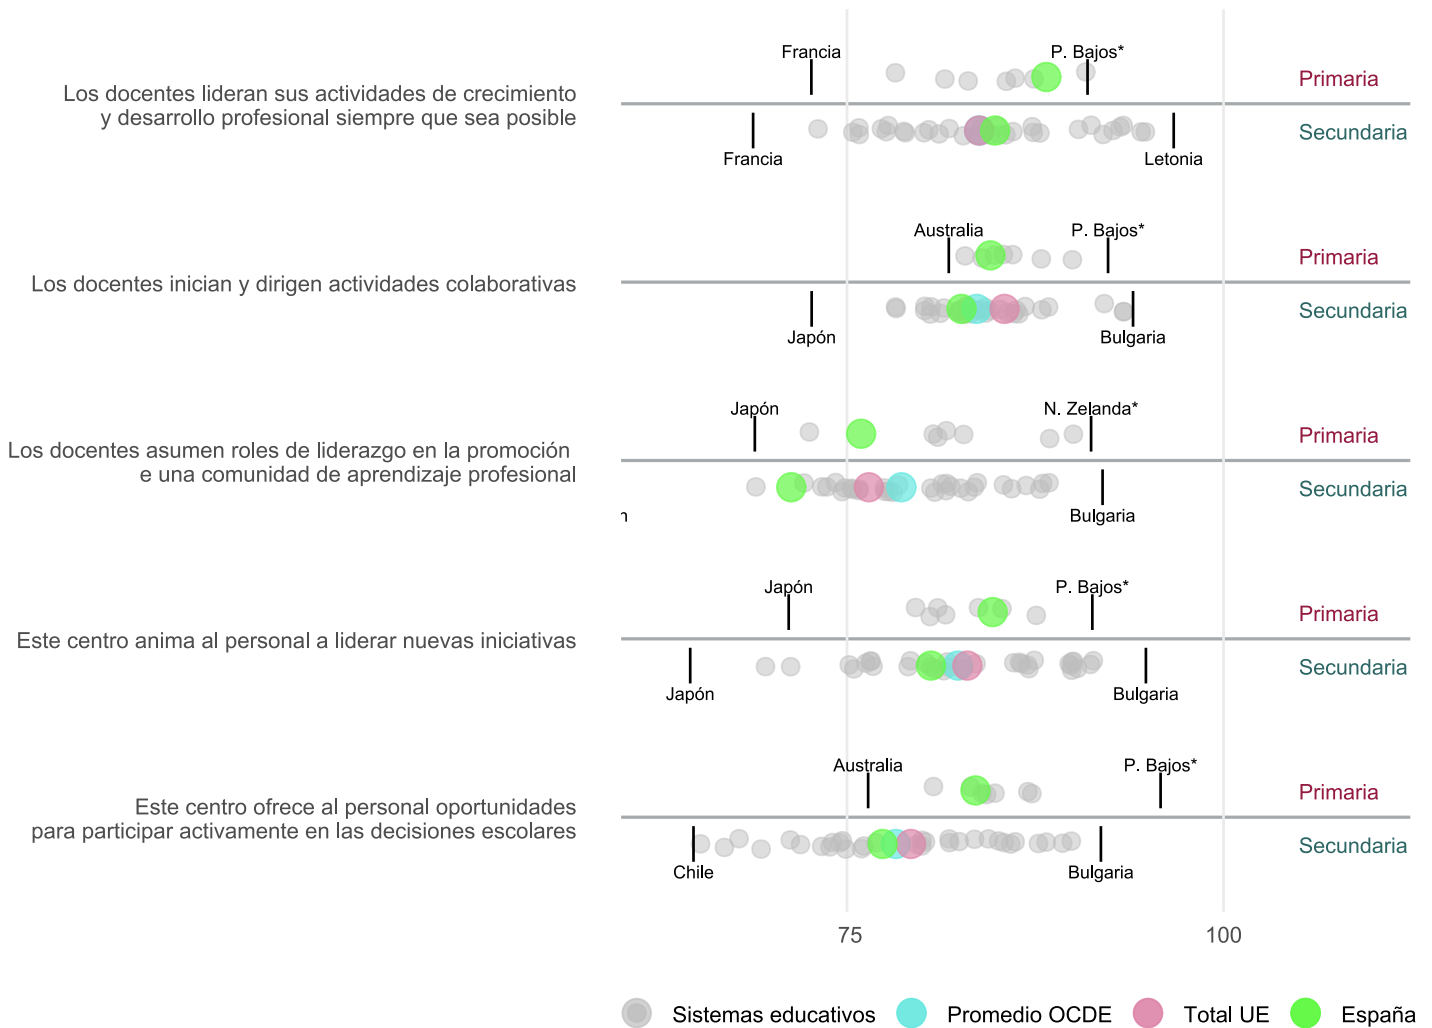 Francia
P. Bajos*
Primaria
Los docentes lideran sus actividades de crecimiento
y desarrollo profesional siempre que sea posible
Secundaria
Francia
Letonia
Australia
P. Bajos*
Primaria
Los docentes inician y dirigen actividades colaborativas
Secundaria
Japón
Bulgaria
Japón
N. Zelanda*
Primaria
Los docentes asumen roles de liderazgo en la promoción
e una comunidad de aprendizaje profesional
Secundaria
n
Bulgaria
Japón
P. Bajos*
Primaria
Este centro anima al personal a liderar nuevas iniciativas
Secundaria
Japón
Bulgaria
Australia
P. Bajos*
Primaria
Este centro ofrece al personal oportunidades
para participar activamente en las decisiones escolares
Secundaria
Chile
Bulgaria
75
100
Sistemas educativos
Promedio OCDE
Total UE
España